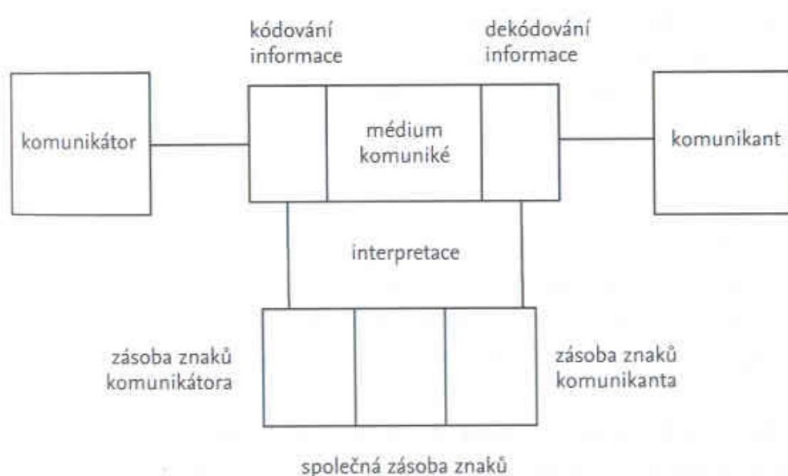 kódování
informace
dekódování
informace
komunikátor
médium
komuniké
komunikant
interpretace
zásoba znaků
komunikátora
zásoba znaků
komunikanta
společná zásoba znaků